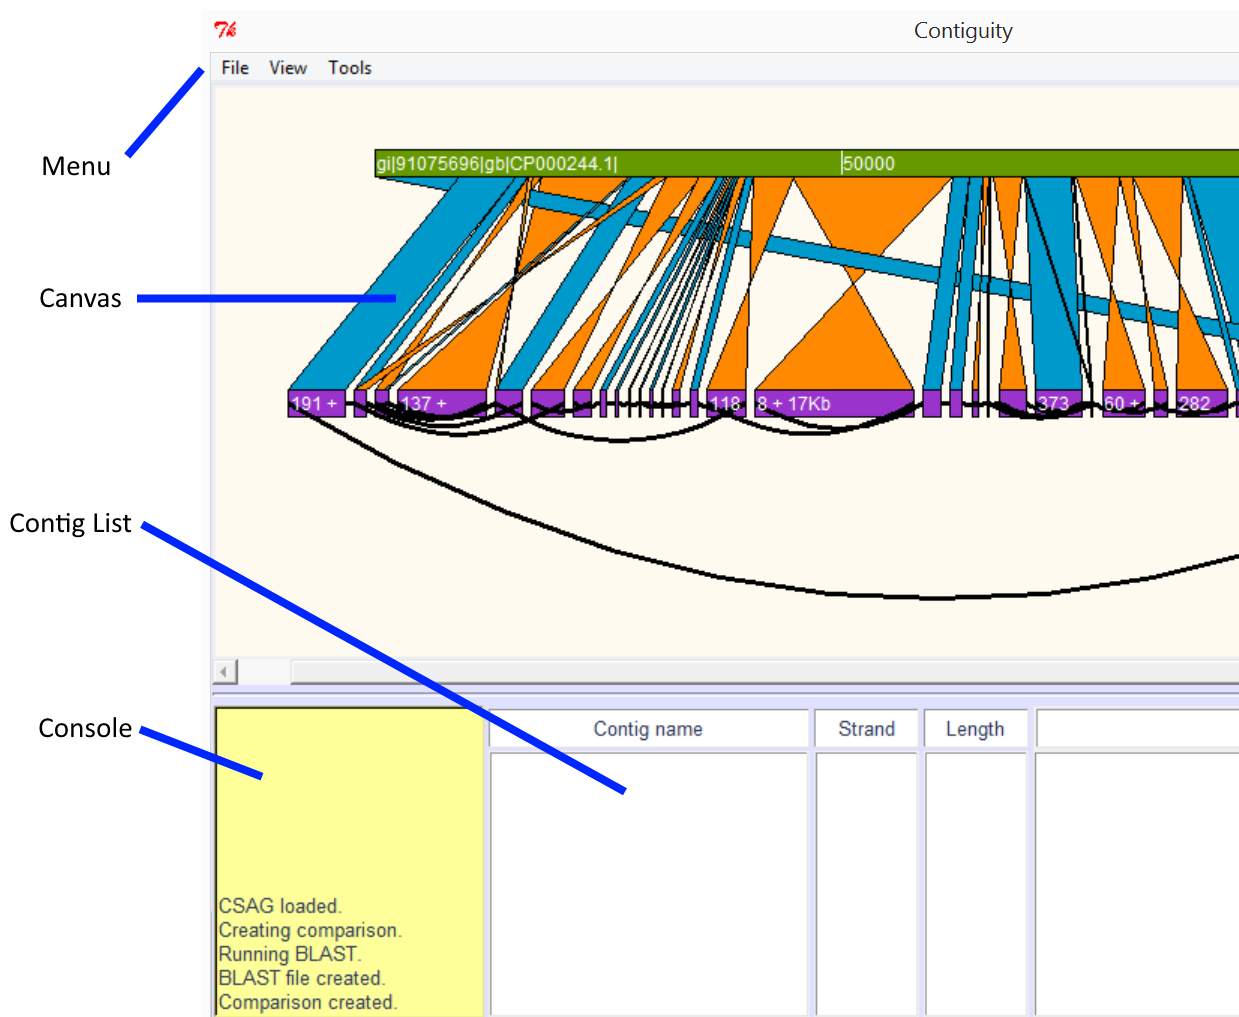 Contiguity
File View Tools
Menu
gi|91075696|gb|CP000244.1| 50000
Canvas
191 + 137 + 118 8 + 17Kb 373 60 + 282
Contig List
Console
Contig name Strand Length
CSAG loaded.
Creating comparison.
Running BLAST.
BLAST file created.
Comparison created.